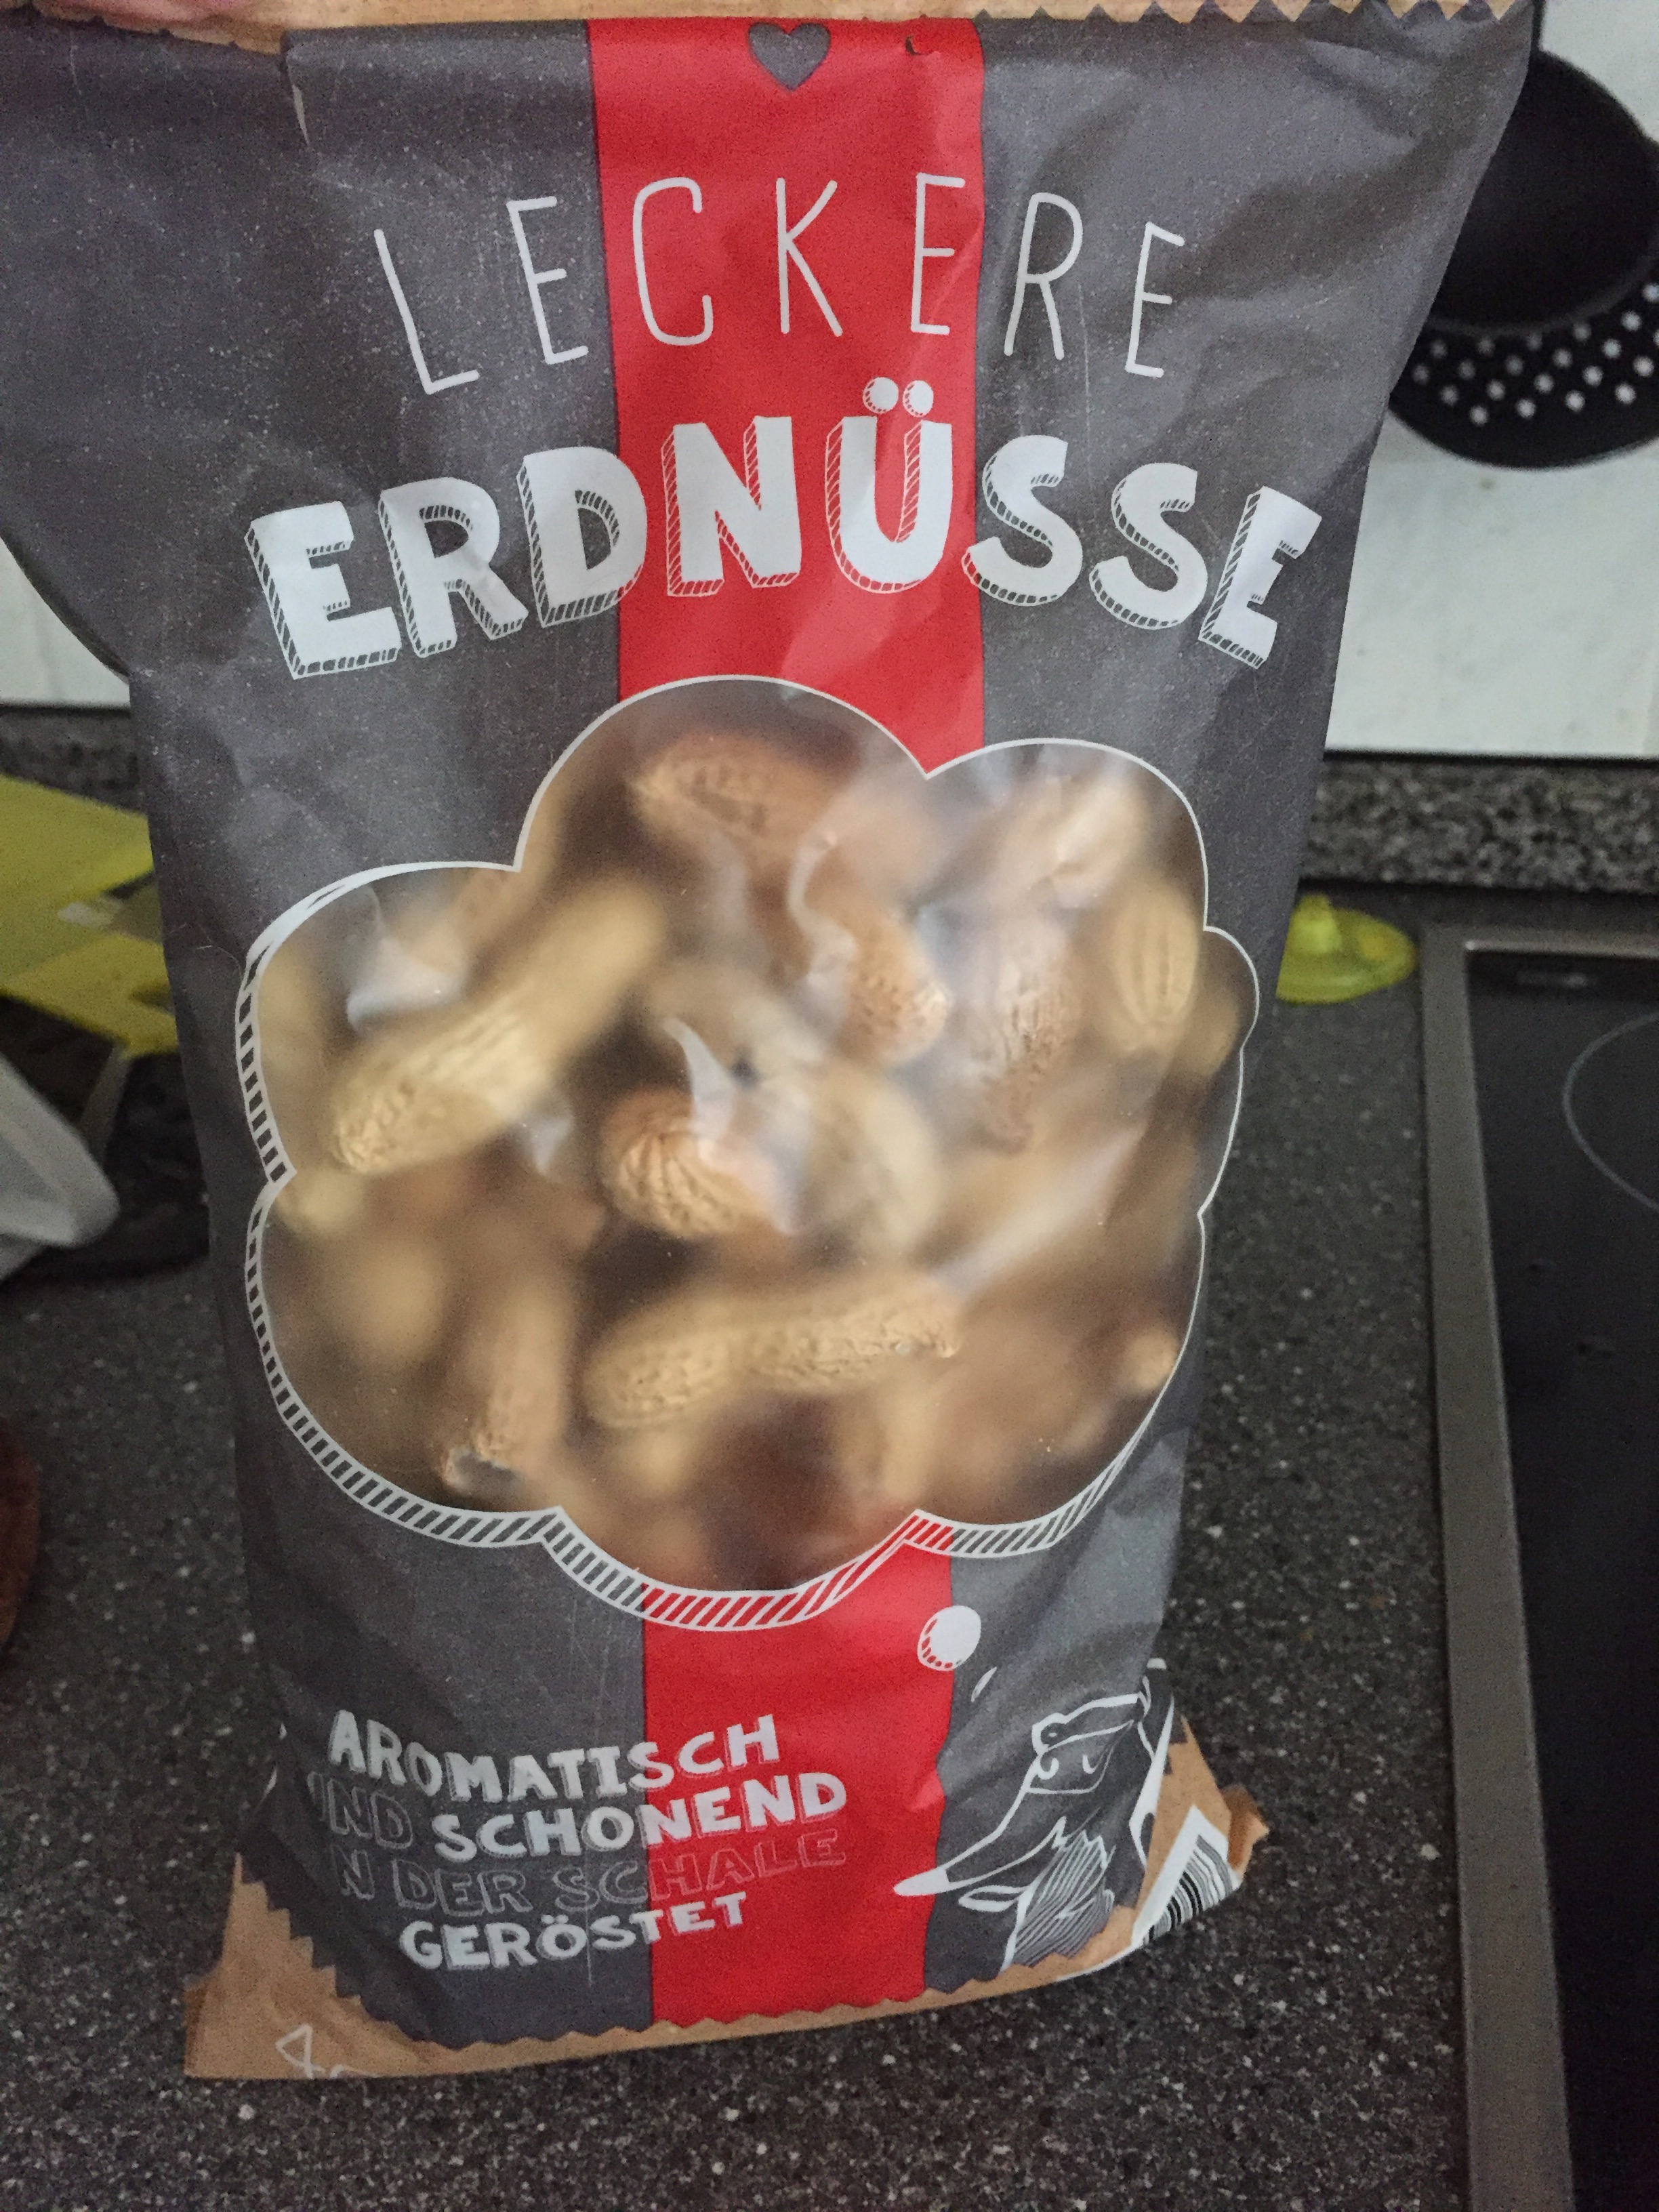 LECKERE
ERDNÜSSE
AROMATISCH
UND SCHONEND
IN DER SCHALE
GERÖSTET